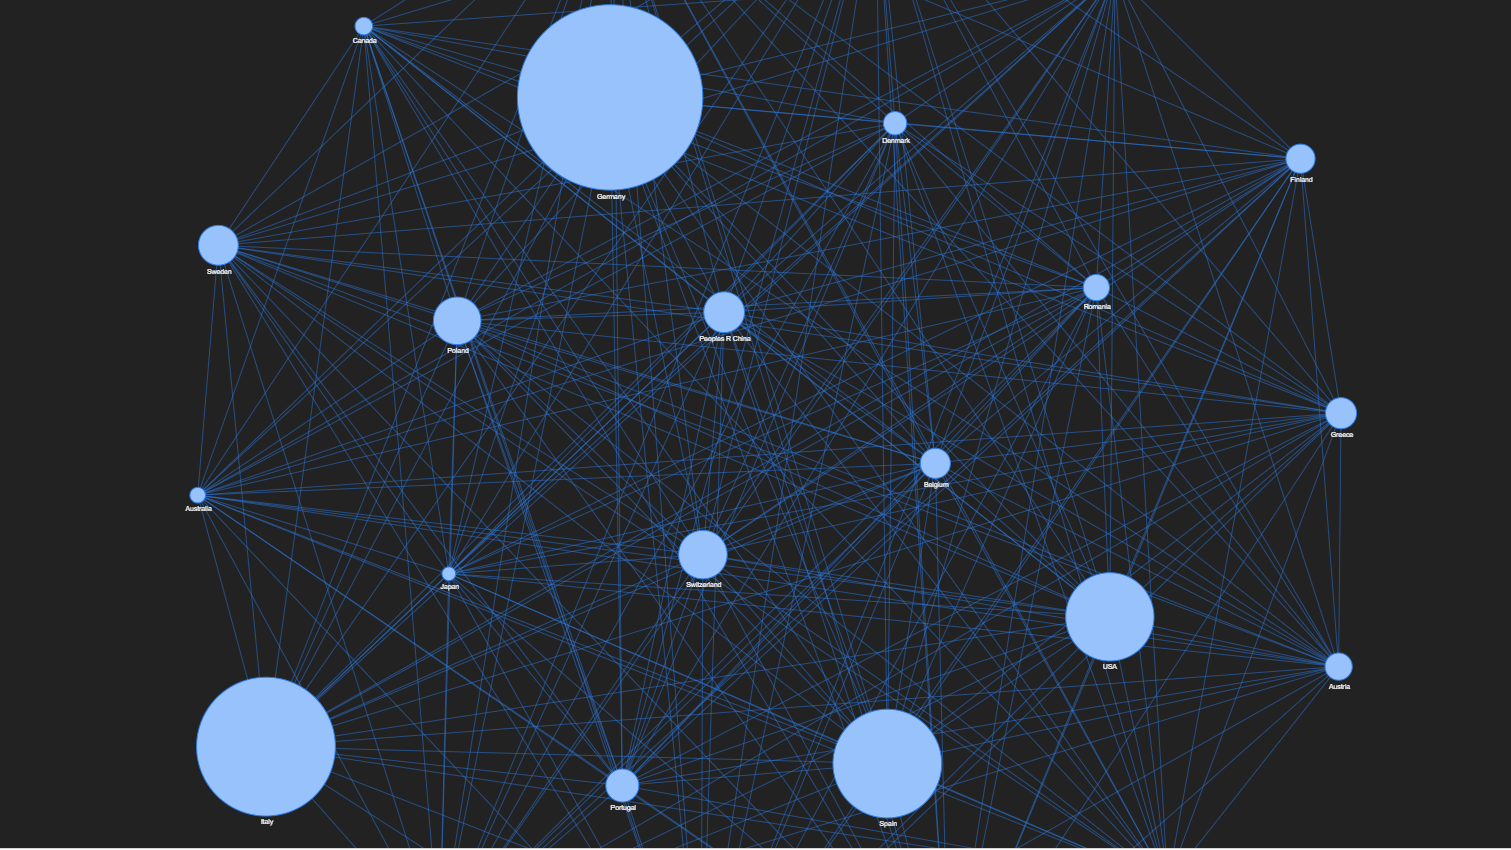 Canada
Denmark
Finland
Germany
Sweden
Romania
Peoples R China
Poland
Greece
Belgium
Australia
Switzerland
Japan
USA
Austria
Portugal
Italy
Spain